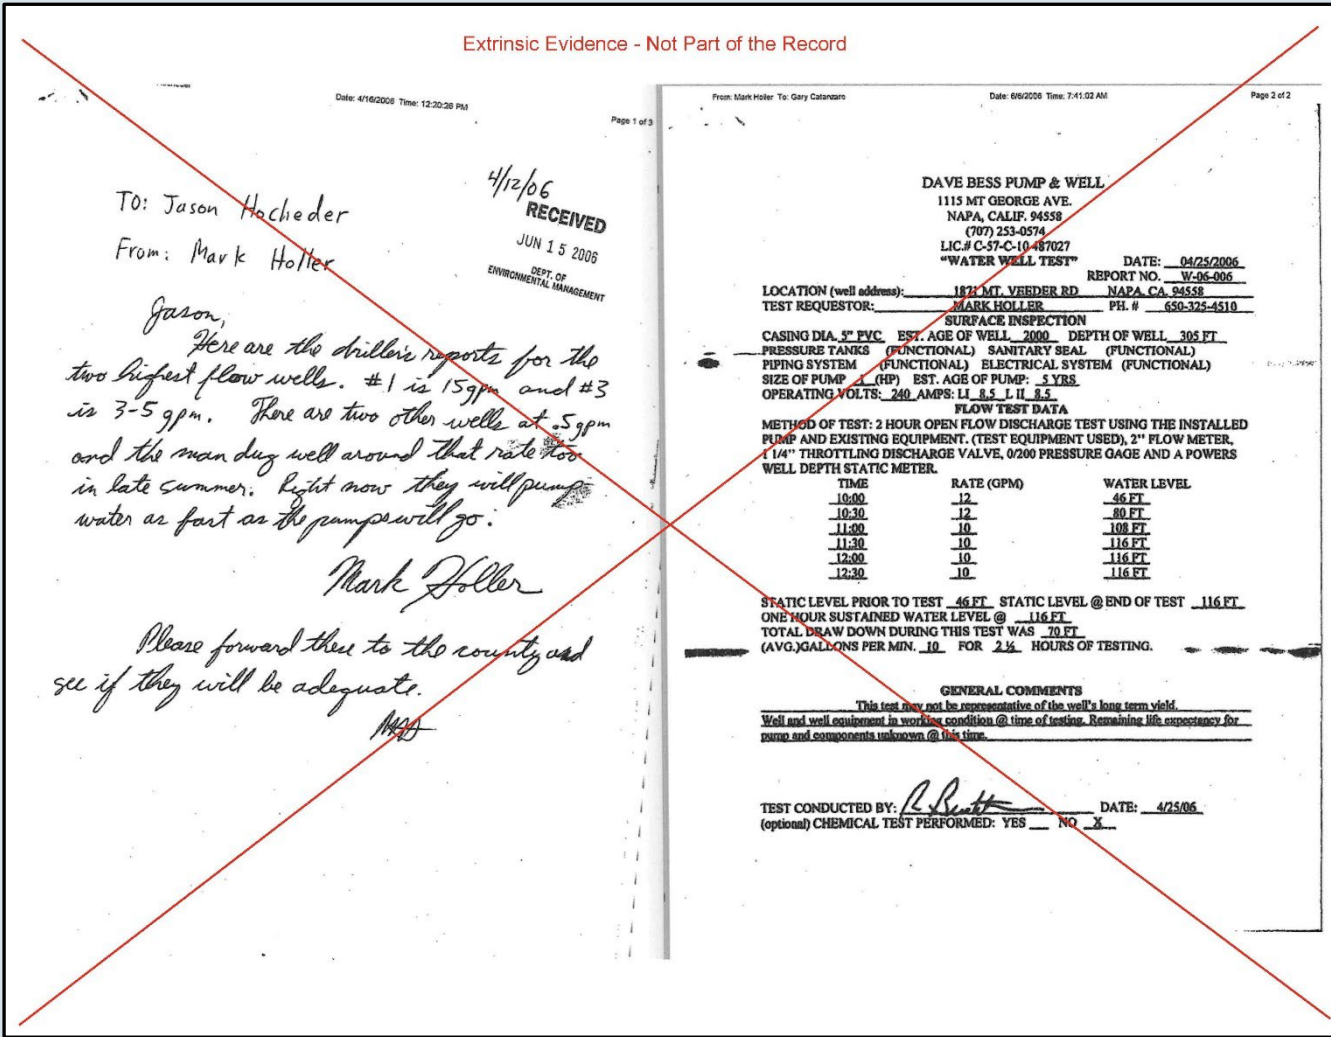 Extrinsic Evidence - Not Part of the Record
Date: 4/16/2006 Time: 12:20:26 PM
Page 1 of 3
4/12/06
RECEIVED
JUN 15 2006
DEPT. OF
ENVIRONMENTAL MANAGEMENT
TO: Jason Hocheder
From: Mark Holler
Jason,
Here are the driller's reports for the
two highest flow wells. #1 is 15gpm and #3
is 3-5 gpm. There are two other wells at .5gpm
and the man dug well around that rate too
in late summer. Right now they will pump
water as fast as the pumps will go.
Mark Holler
Please forward these to the county and
see if they will be adequate.
From: Mark Holler To: Gary Catanzaro
Date: 6/6/2006 Time: 7:41:02 AM
Page 2 of 2
DAVE BESS PUMP & WELL
1115 MT GEORGE AVE.
NAPA, CALIF. 94558
(707) 253-0574
LIC.# C-57-C-10-487027
"WATER WELL TEST" DATE: 04/25/2006
REPORT NO. W-06-006
LOCATION (well address): 1871 MT. VEEDER RD NAPA, CA. 94558
TEST REQUESTOR: MARK HOLLER PH. # 650-325-4510
SURFACE INSPECTION
CASING DIA. 5" PVC EST. AGE OF WELL 2000 DEPTH OF WELL 305 FT
PRESSURE TANKS (FUNCTIONAL) SANITARY SEAL (FUNCTIONAL)
PIPING SYSTEM (FUNCTIONAL) ELECTRICAL SYSTEM (FUNCTIONAL)
SIZE OF PUMP (HP) EST. AGE OF PUMP: 5 YRS
OPERATING VOLTS: 240 AMPS: LI 8.5 L II 8.5
FLOW TEST DATA
METHOD OF TEST: 2 HOUR OPEN FLOW DISCHARGE TEST USING THE INSTALLED
PUMP AND EXISTING EQUIPMENT. (TEST EQUIPMENT USED), 2" FLOW METER,
1 1/4" THROTTLING DISCHARGE VALVE, 0/200 PRESSURE GAGE AND A POWERS
WELL DEPTH STATIC METER.
TIME RATE (GPM) WATER LEVEL
10:00 12 46 FT
10:30 12 80 FT
11:00 10 108 FT
11:30 10 116 FT
12:00 10 116 FT
12:30 10 116 FT
STATIC LEVEL PRIOR TO TEST 46 FT STATIC LEVEL @ END OF TEST 116 FT
ONE HOUR SUSTAINED WATER LEVEL @ 116 FT
TOTAL DRAW DOWN DURING THIS TEST WAS 70 FT
(AVG.)GALLONS PER MIN. 10 FOR 2 ½ HOURS OF TESTING.
GENERAL COMMENTS
This test may not be representative of the well's long term yield.
Well and well equipment in working condition @ time of testing. Remaining life expectancy for
pump and components unknown @ this time.
TEST CONDUCTED BY: DATE: 4/25/06
(optional) CHEMICAL TEST PERFORMED: YES NO X